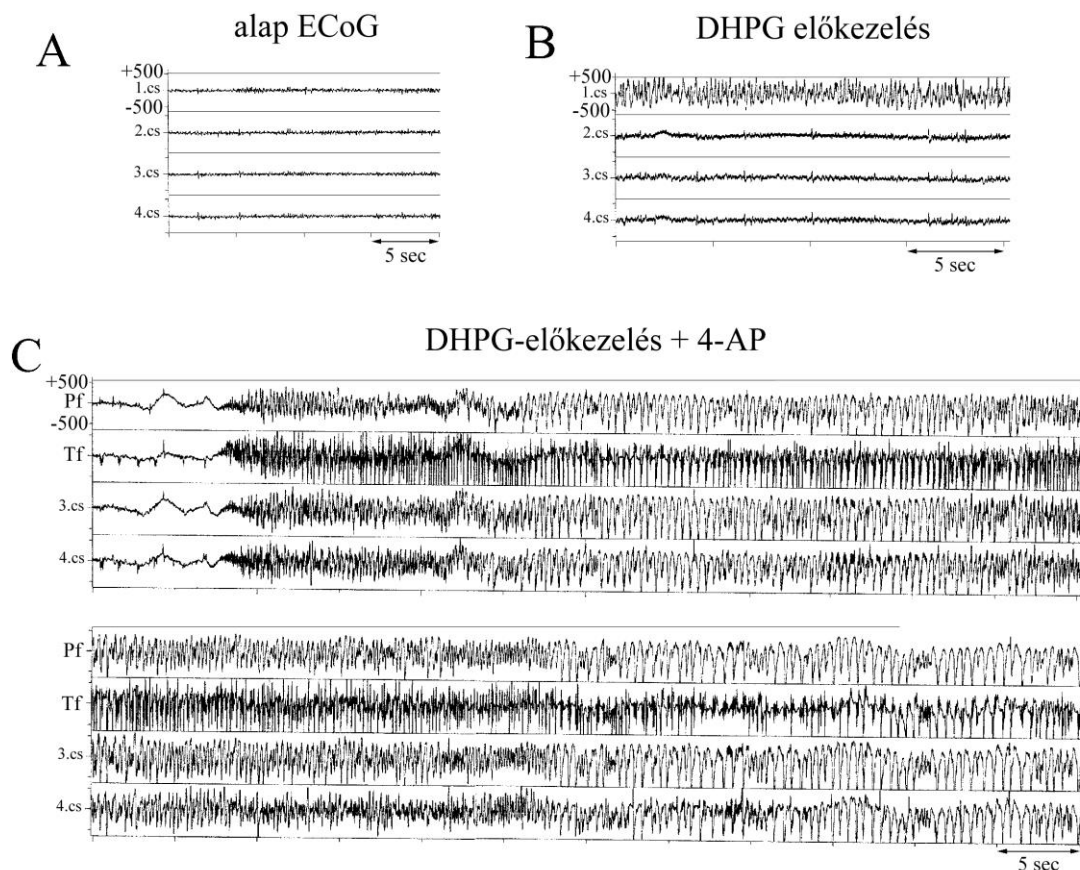 A
alap ECoG
+500
1.cs
-500
2.cs
3.cs
4.cs
5 sec
B
DHPG előkezelés
+500
1.cs
-500
2.cs
3.cs
4.cs
5 sec
C
DHPG-előkezelés + 4-AP
+500
Pf
-500
Tf
3.cs
4.cs
Pf
Tf
3.cs
4.cs
5 sec